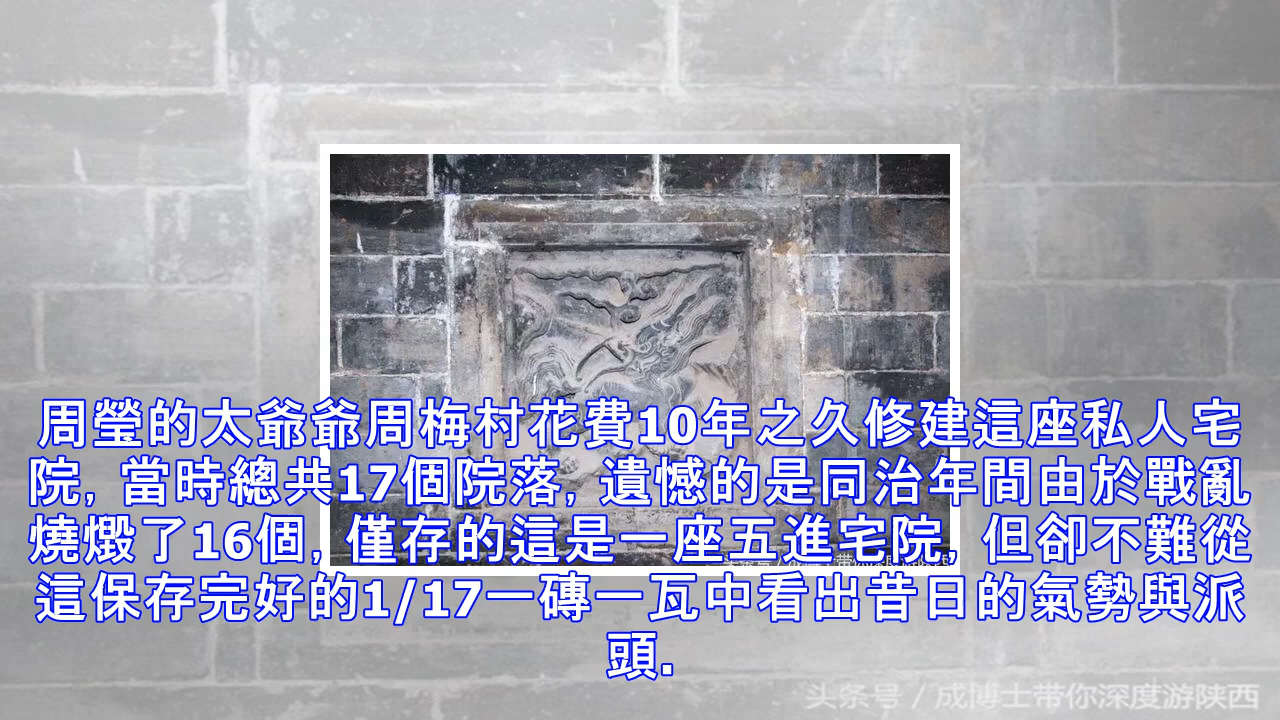 周瑩的太爺爺周梅村花費10年之久修建這座私人宅
院, 當時總共17個院落, 遺憾的是同治年間由於戰亂
燒燬了16個, 僅存的這是一座五進宅院, 但卻不難從
這保存完好的1/17一磚一瓦中看出昔日的氣勢與派
頭.
头条号 / 成博士带你深度游陕西